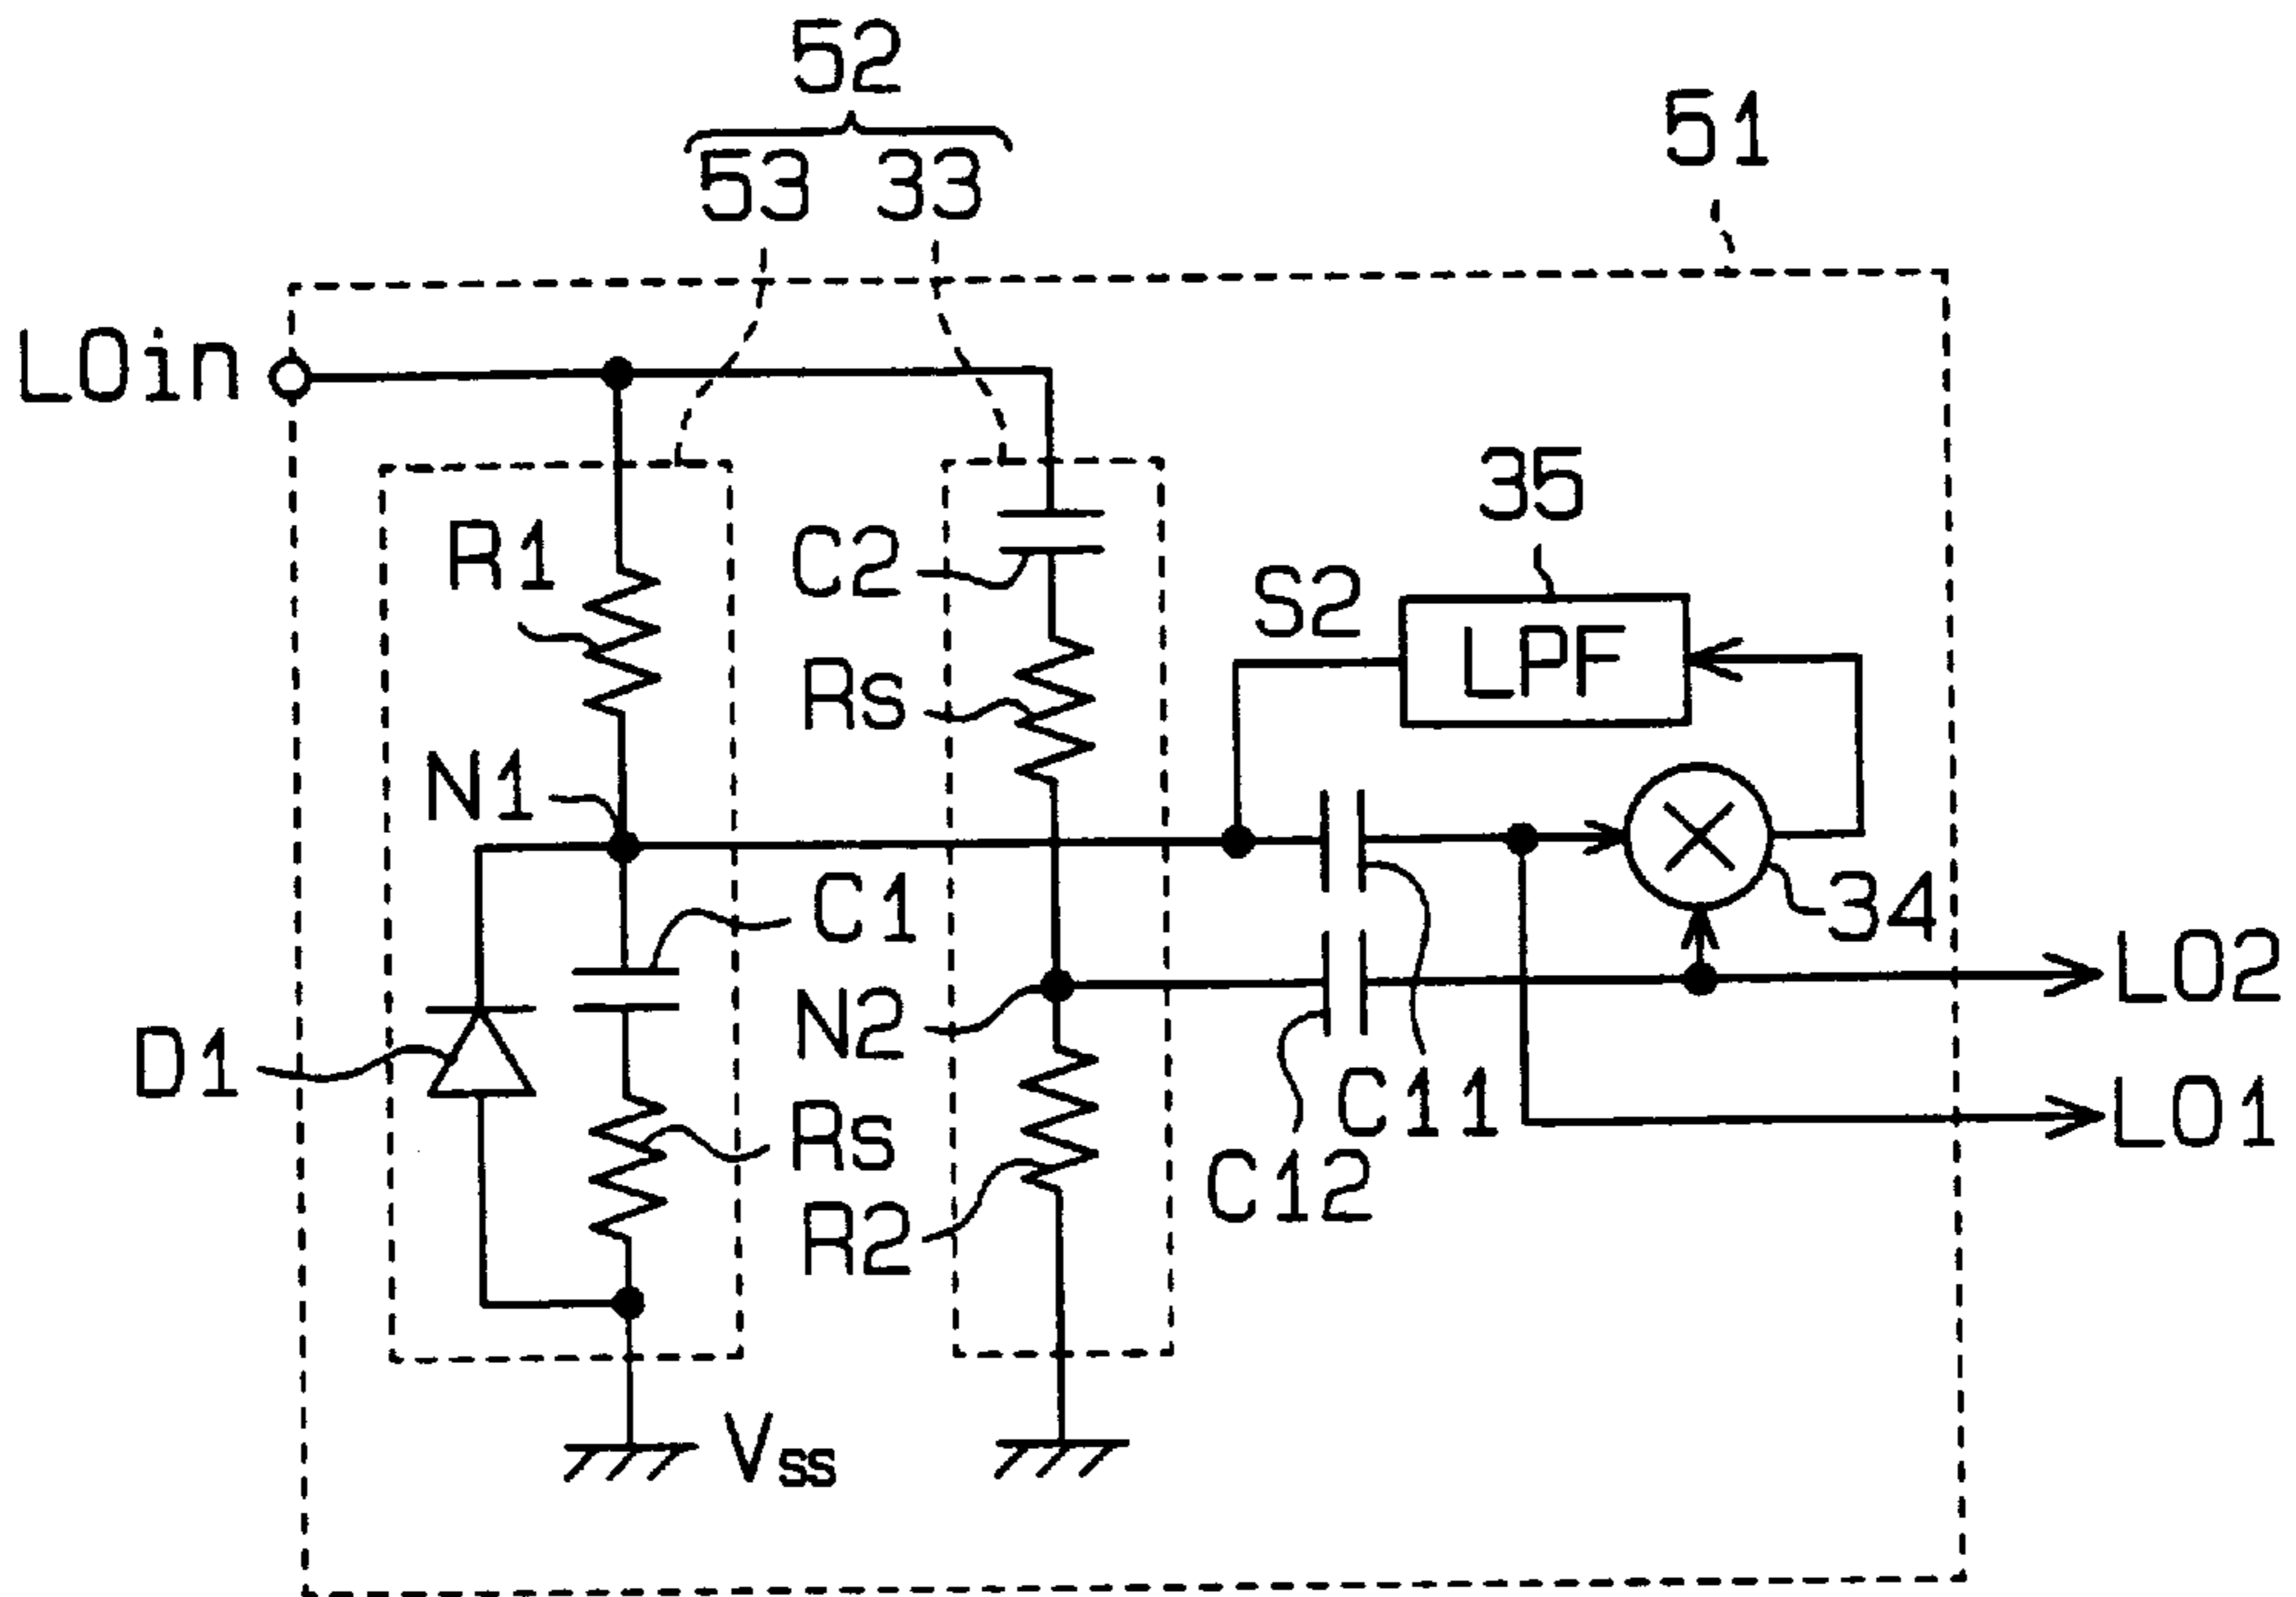 52
53 33
51
LOin
35
R1
C2
S2
LPF
Rs
N1
C1
34
LO2
N2
D1
C11
LO1
Rs
C12
R2
Vss